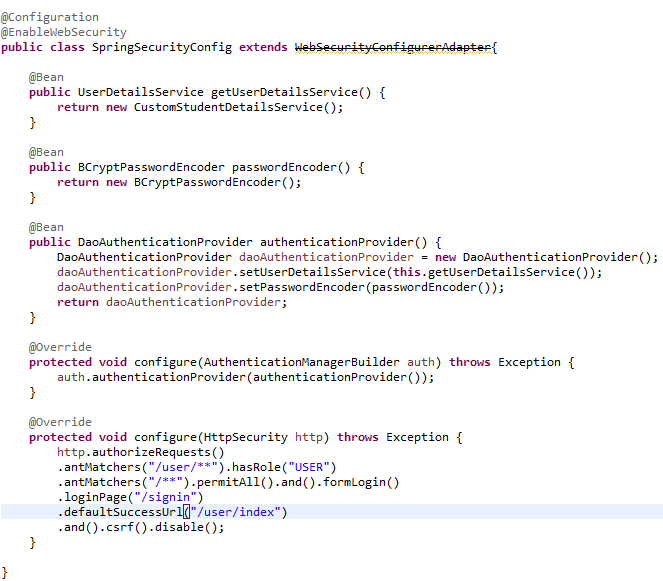 @Configuration
@EnableWebSecurity
public class SpringSecurityConfig extends WebSecurityConfigurerAdapter{
@Bean
public UserDetailsService getUserDetailsService() {
return new CustomStudentDetailsService();
}
@Bean
public BCryptPasswordEncoder passwordEncoder() {
return new BCryptPasswordEncoder();
}
@Bean
public DaoAuthenticationProvider authenticationProvider() {
DaoAuthenticationProvider daoAuthenticationProvider = new DaoAuthenticationProvider();
daoAuthenticationProvider.setUserDetailsService(this.getUserDetailsService());
daoAuthenticationProvider.setPasswordEncoder(passwordEncoder());
return daoAuthenticationProvider;
}
@Override
protected void configure(AuthenticationManagerBuilder auth) throws Exception {
auth.authenticationProvider(authenticationProvider());
}
@Override
protected void configure(HttpSecurity http) throws Exception {
http.authorizeRequests()
.antMatchers("/user/**").hasRole("USER")
.antMatchers("/**").permitAll().and().formLogin()
.loginPage("/signin")
.defaultSuccessUrl("/user/index")
.and().csrf().disable();
}
}